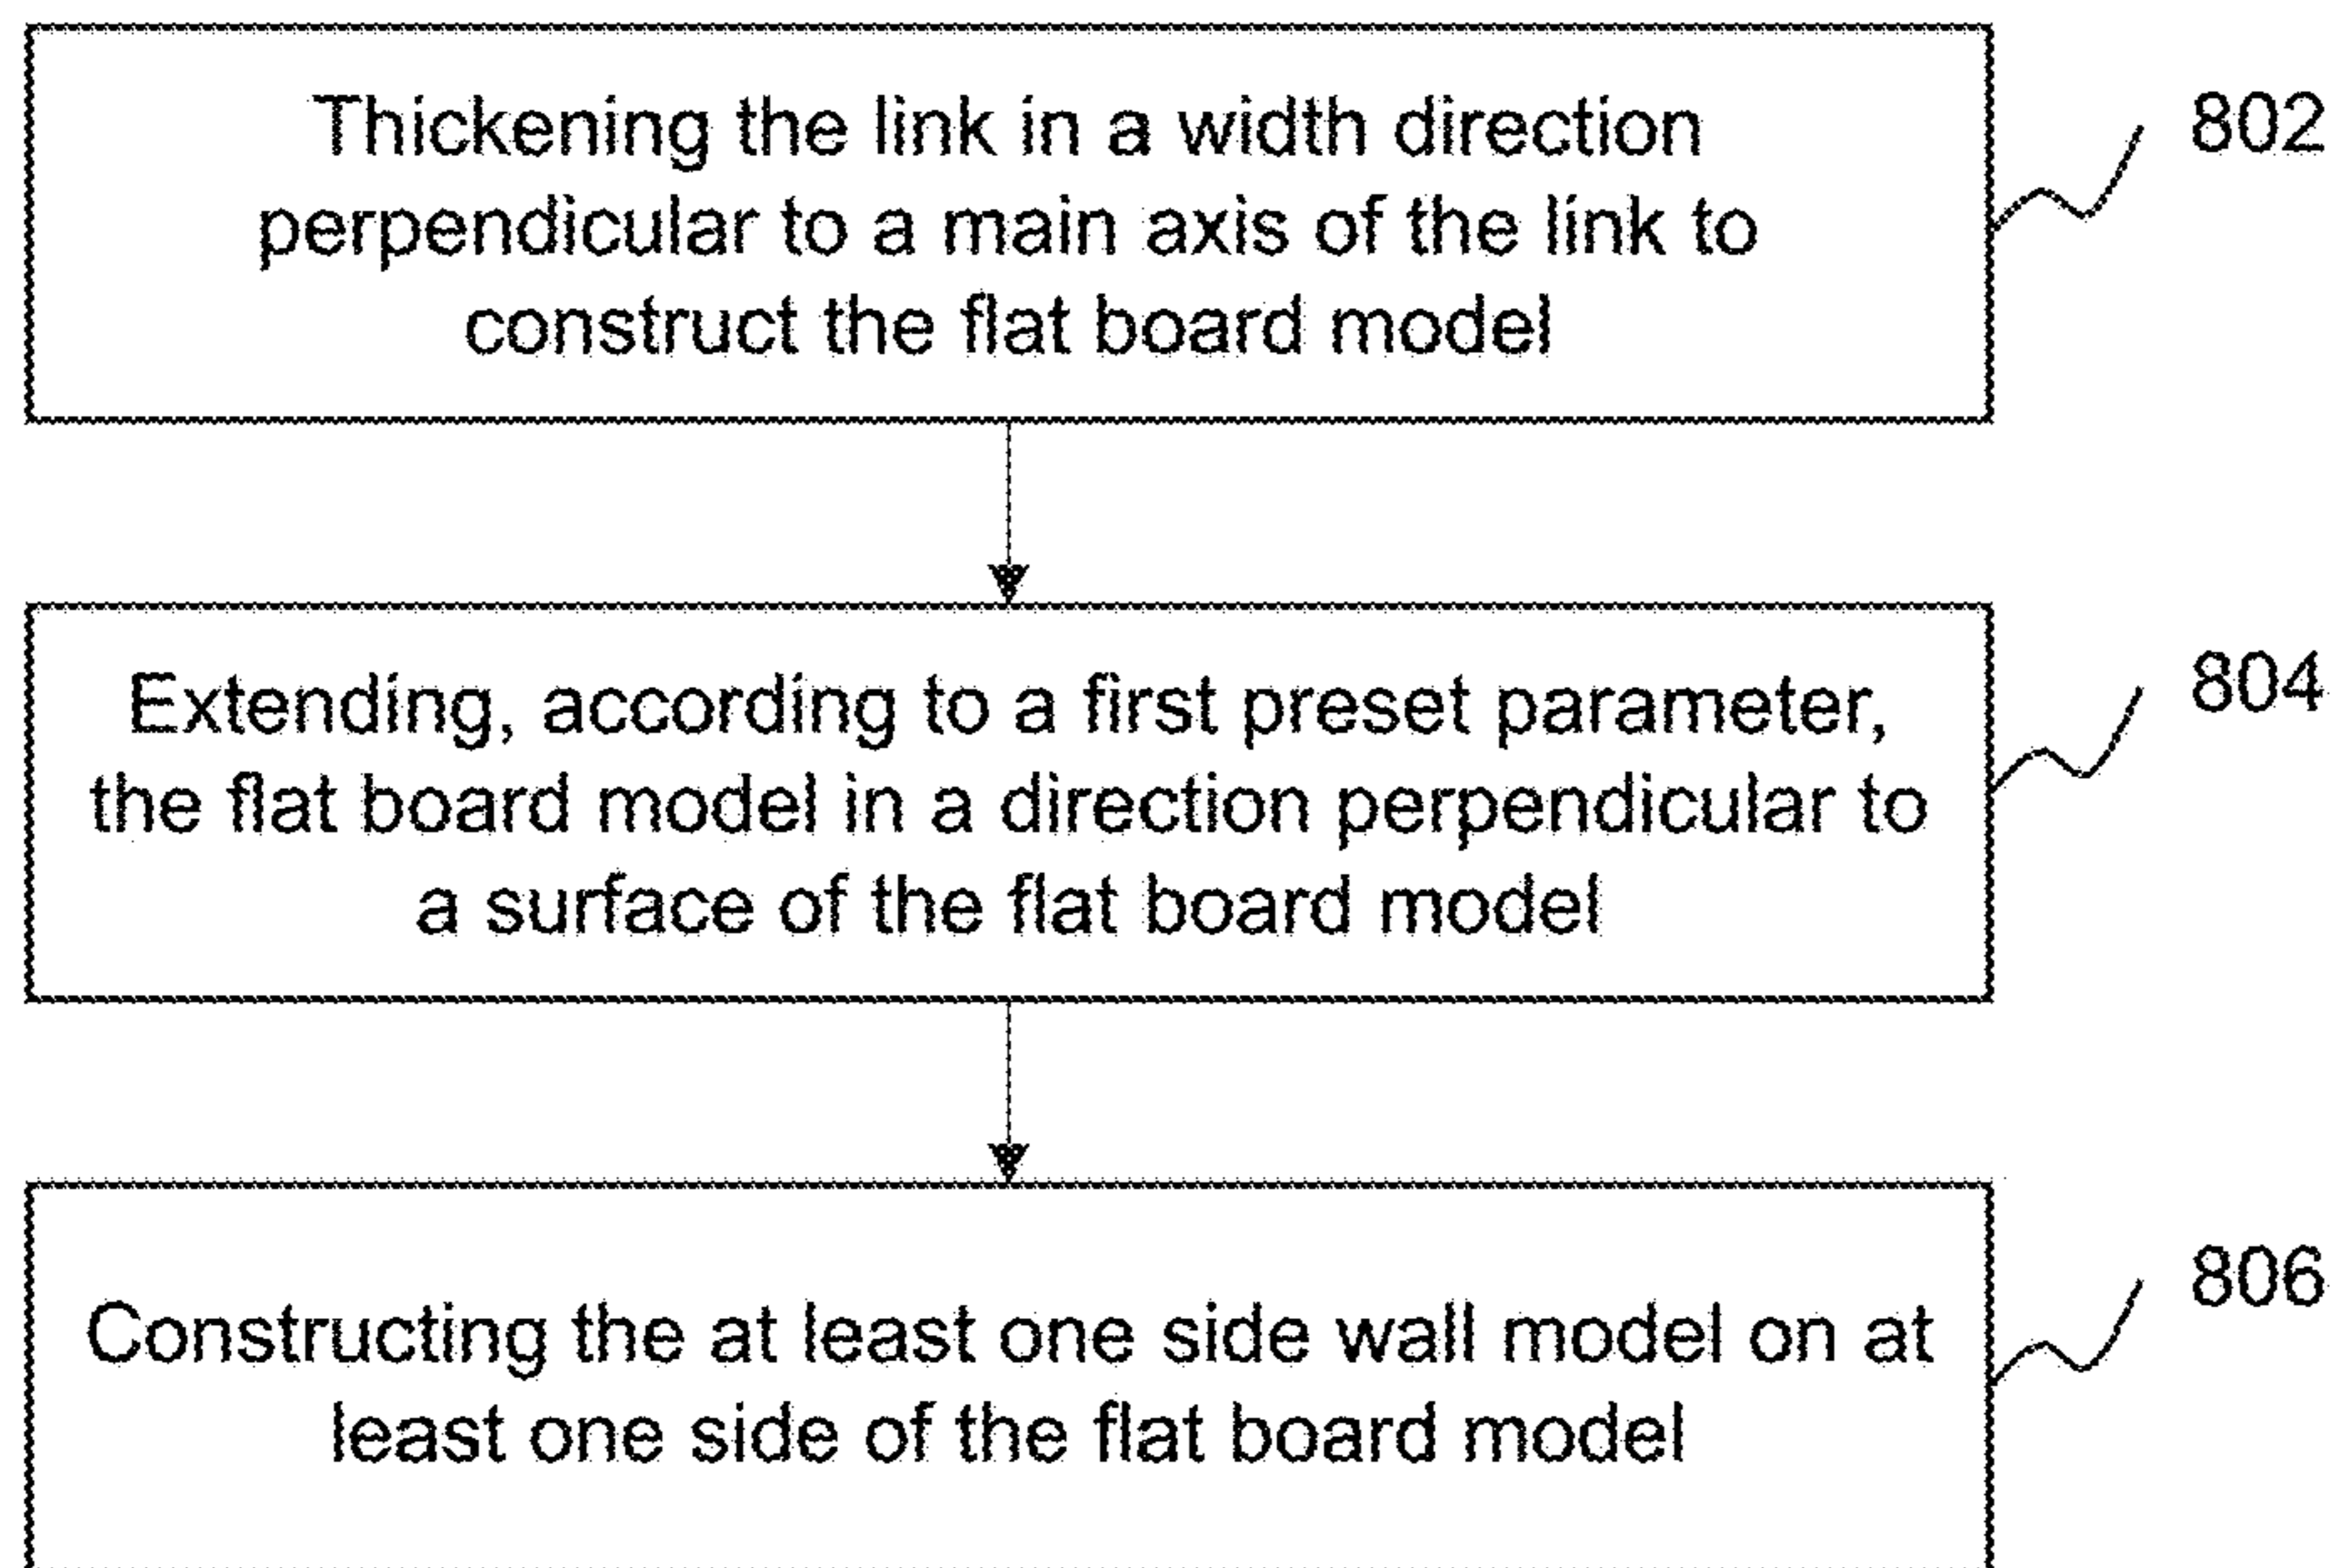 Thickening the link in a width direction
perpendicular to a main axis of the link to
construct the flat board model
802
Extending, according to a first preset parameter,
the flat board model in a direction perpendicular to
a surface of the flat board model
804
Constructing the at least one side wall model on at
least one side of the flat board model
806